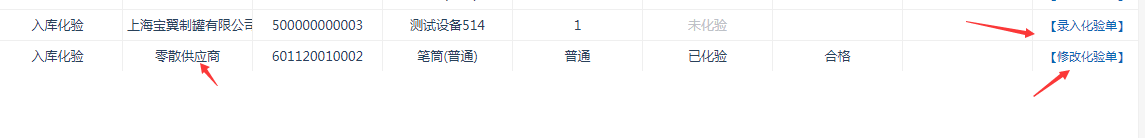 入库化验 上海宝翼制罐有限公司 500000000003 测试设备514 1 未化验 【录入化验单】
入库化验 零散供应商 601120010002 笔筒(普通) 普通 已化验 合格 【修改化验单】